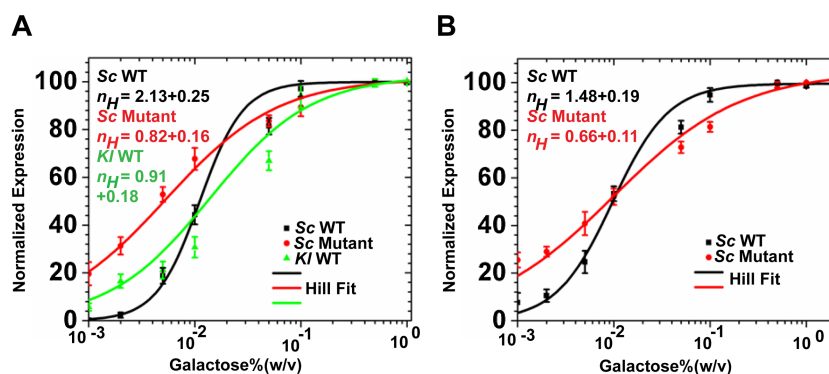 A
Normalized Expression
100
80
60
40
20
0
Sc WT
nH = 2.13+0.25
Sc Mutant
nH = 0.82+0.16
Kl WT
nH = 0.91
+0.18
Sc WT
Sc Mutant
Kl WT
Hill Fit
10-3
10-2
10-1
100
Galactose%(w/v)
B
Normalized Expression
100
80
60
40
20
0
Sc WT
nH = 1.48+0.19
Sc Mutant
nH = 0.66+0.11
Sc WT
Sc Mutant
Hill Fit
10-3
10-2
10-1
100
Galactose%(w/v)